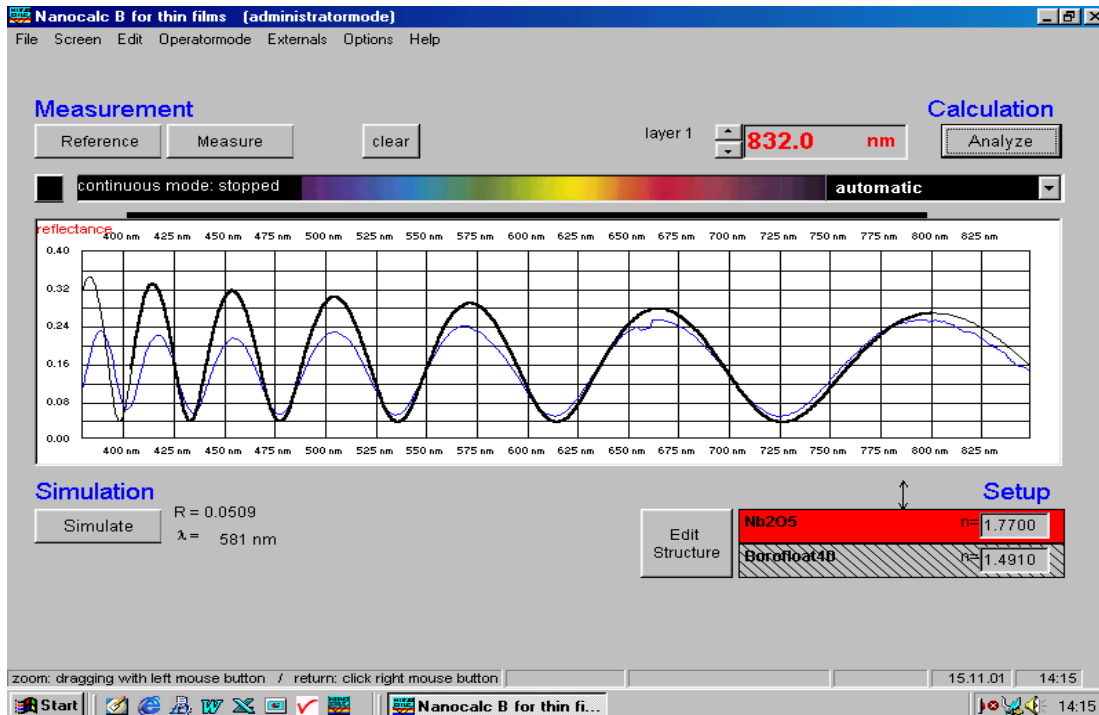 Nanocalc B for thin films (administratormode)
File Screen Edit Operatormode Externals Options Help
Measurement
Calculation
Reference Measure clear
layer 1 832.0 nm
Analyze
continuous mode: stopped
automatic
reflectance
400 nm 425 nm 450 nm 475 nm 500 nm 525 nm 550 nm 575 nm 600 nm 625 nm 650 nm 675 nm 700 nm 725 nm 750 nm 775 nm 800 nm 825 nm
0.40
0.32
0.24
0.16
0.08
0.00
400 nm 425 nm 450 nm 475 nm 500 nm 525 nm 550 nm 575 nm 600 nm 625 nm 650 nm 675 nm 700 nm 725 nm 750 nm 775 nm 800 nm 825 nm
Simulation
Setup
Simulate
R = 0.0509
λ = 581 nm
Edit
Structure
Nb2O5 n= 1.7700
Borofloat40 n= 1.4910
zoom: dragging with left mouse button / return: click right mouse button
15.11.01 14:15
Start
Nanocalc B for thin fi...
14:15